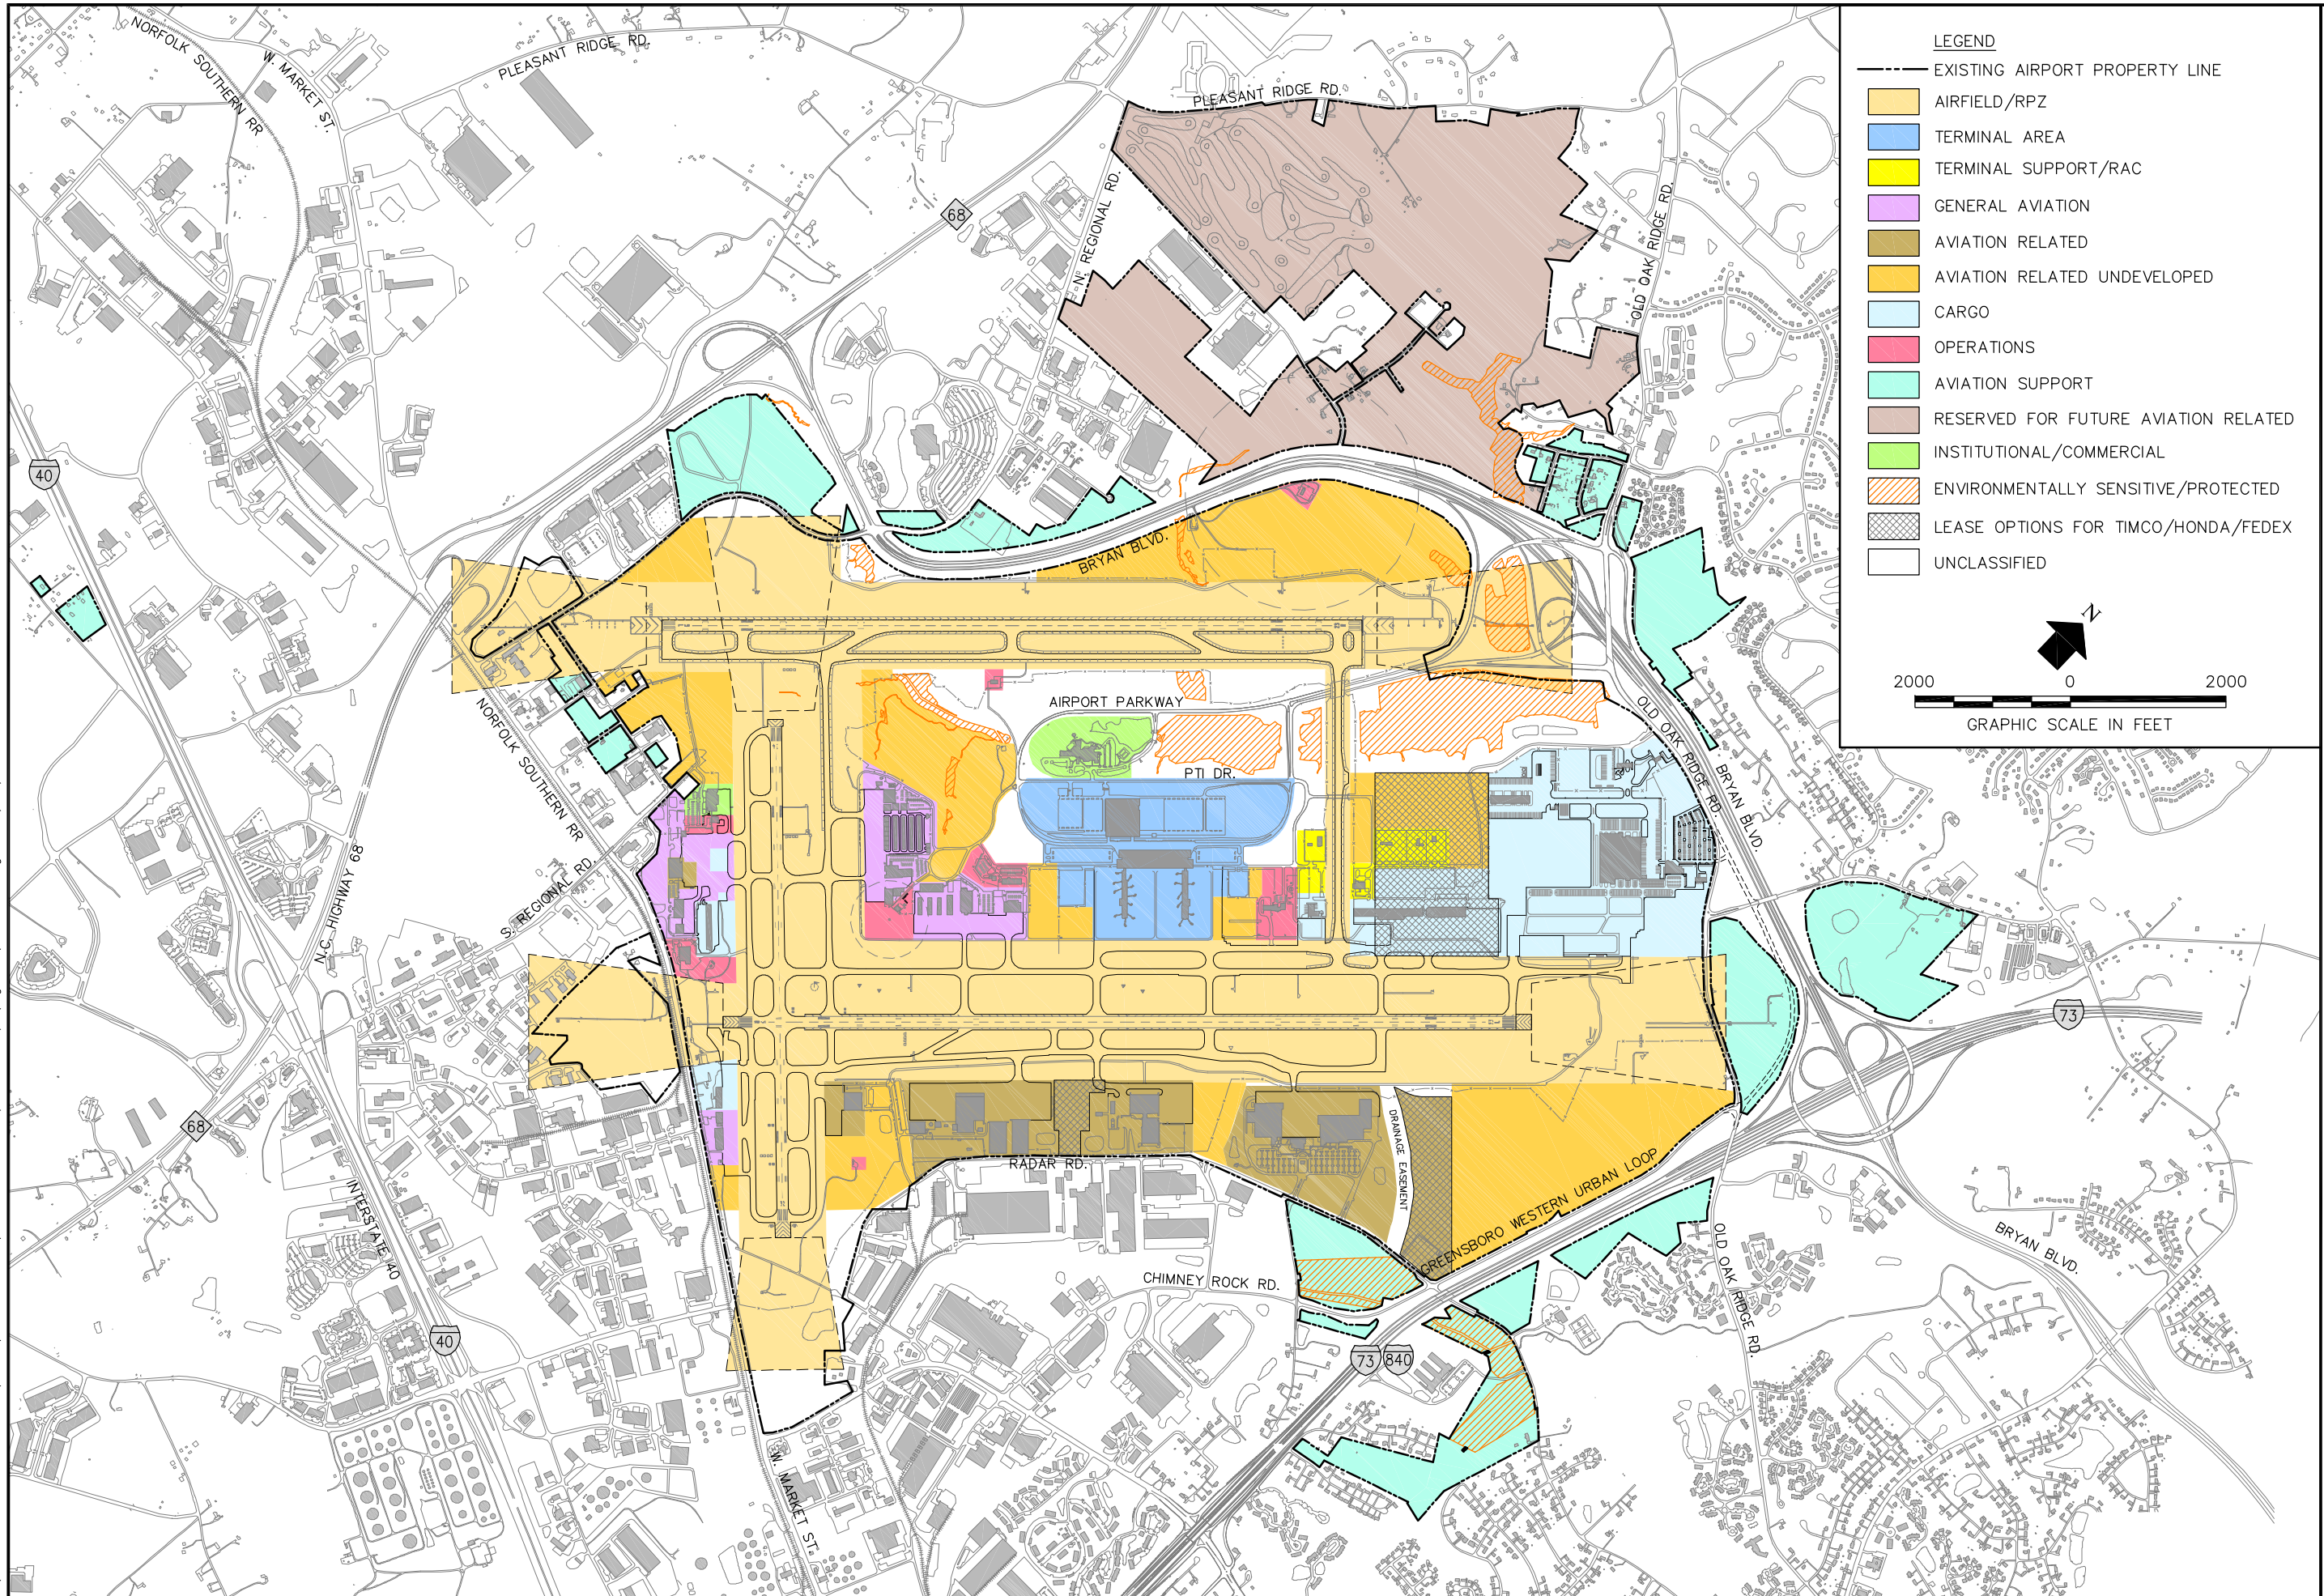 NORFOLK SOUTHERN RR
W. MARKET ST.
PLEASANT RIDGE RD.
PLEASANT RIDGE RD.
68
N. REGIONAL RD.
OLD OAK RIDGE RD.
LEGEND
EXISTING AIRPORT PROPERTY LINE
AIRFIELD/RPZ
TERMINAL AREA
TERMINAL SUPPORT/RAC
GENERAL AVIATION
AVIATION RELATED
AVIATION RELATED UNDEVELOPED
CARGO
OPERATIONS
AVIATION SUPPORT
RESERVED FOR FUTURE AVIATION RELATED
INSTITUTIONAL/COMMERCIAL
ENVIRONMENTALLY SENSITIVE/PROTECTED
LEASE OPTIONS FOR TIMCO/HONDA/FEDEX
UNCLASSIFIED
N
2000 0 2000
GRAPHIC SCALE IN FEET
40
BRYAN BLVD.
AIRPORT PARKWAY
NORFOLK SOUTHERN RR
OLD OAK RIDGE RD.
BRYAN BLVD.
PTI DR.
N.C. HIGHWAY 68
S. REGIONAL RD.
73
68
DRAINAGE EASEMENT
RADAR RD.
INTERSTATE 40
GREENSBORO WESTERN URBAN LOOP
OLD OAK RIDGE RD.
BRYAN BLVD.
CHIMNEY ROCK RD.
40
73
840
W. MARKET ST.